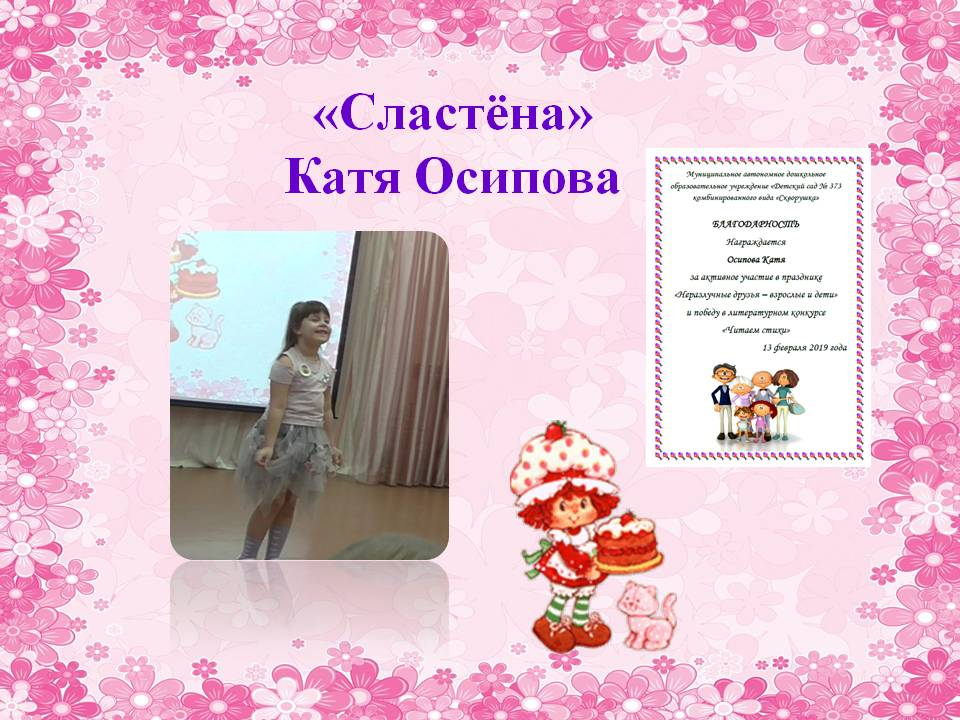 «Сластёна»
Катя Осипова
Муниципальное автономное дошкольное
образовательное учреждение «Детский сад № 373
комбинированного вида «Скворушка»
БЛАГОДАРНОСТЬ
Награждается
Осипова Катя
за активное участие в празднике
«Неразлучные друзья – взрослые и дети»
и победу в литературном конкурсе
«Читаем стихи»
13 февраля 2019 года